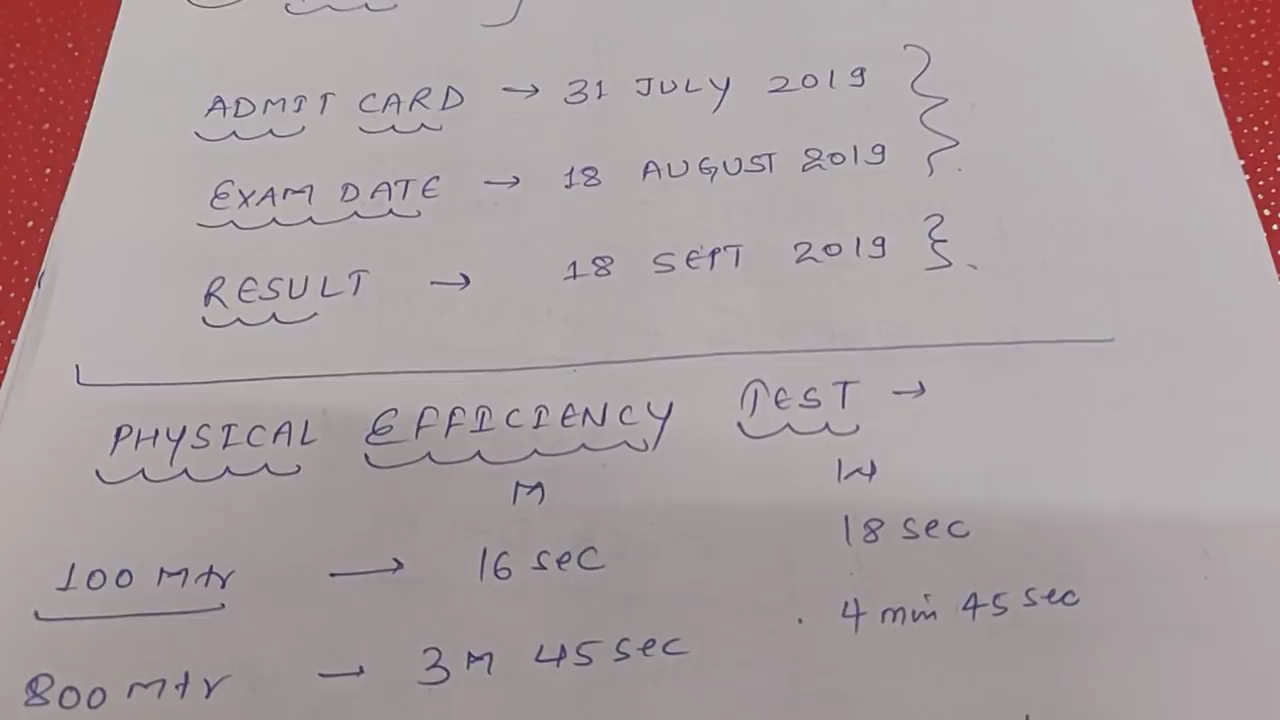 ADMIT CARD → 31 JULY 2019
EXAM DATE → 18 AUGUST 2019
RESULT → 18 SEPT 2019
PHYSICAL EFFICIENCY TEST →
M W
100 Mtr → 16 sec 18 sec
800 Mtr → 3 M 45 sec 4 min 45 sec